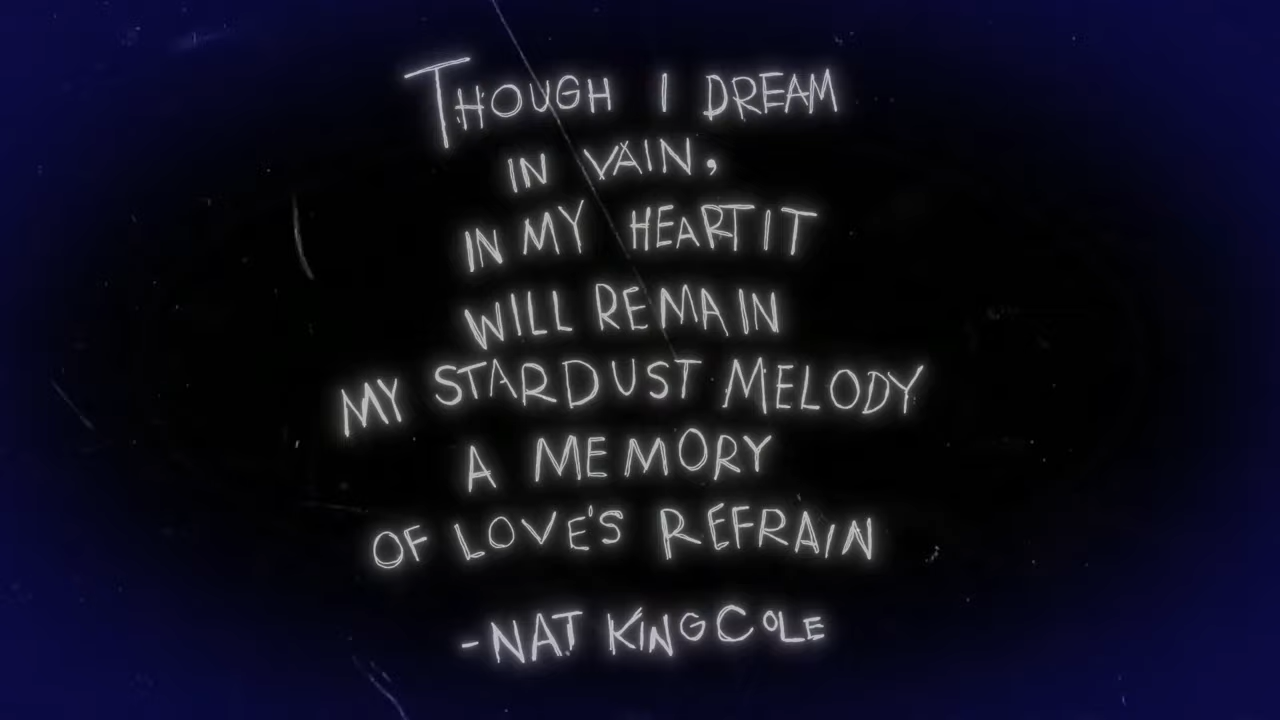 THOUGH I DREAM
IN VAIN,
IN MY HEART IT
WILL REMAIN
MY STARDUST MELODY
A MEMORY
OF LOVE'S REFRAIN
-NAT KING COLE